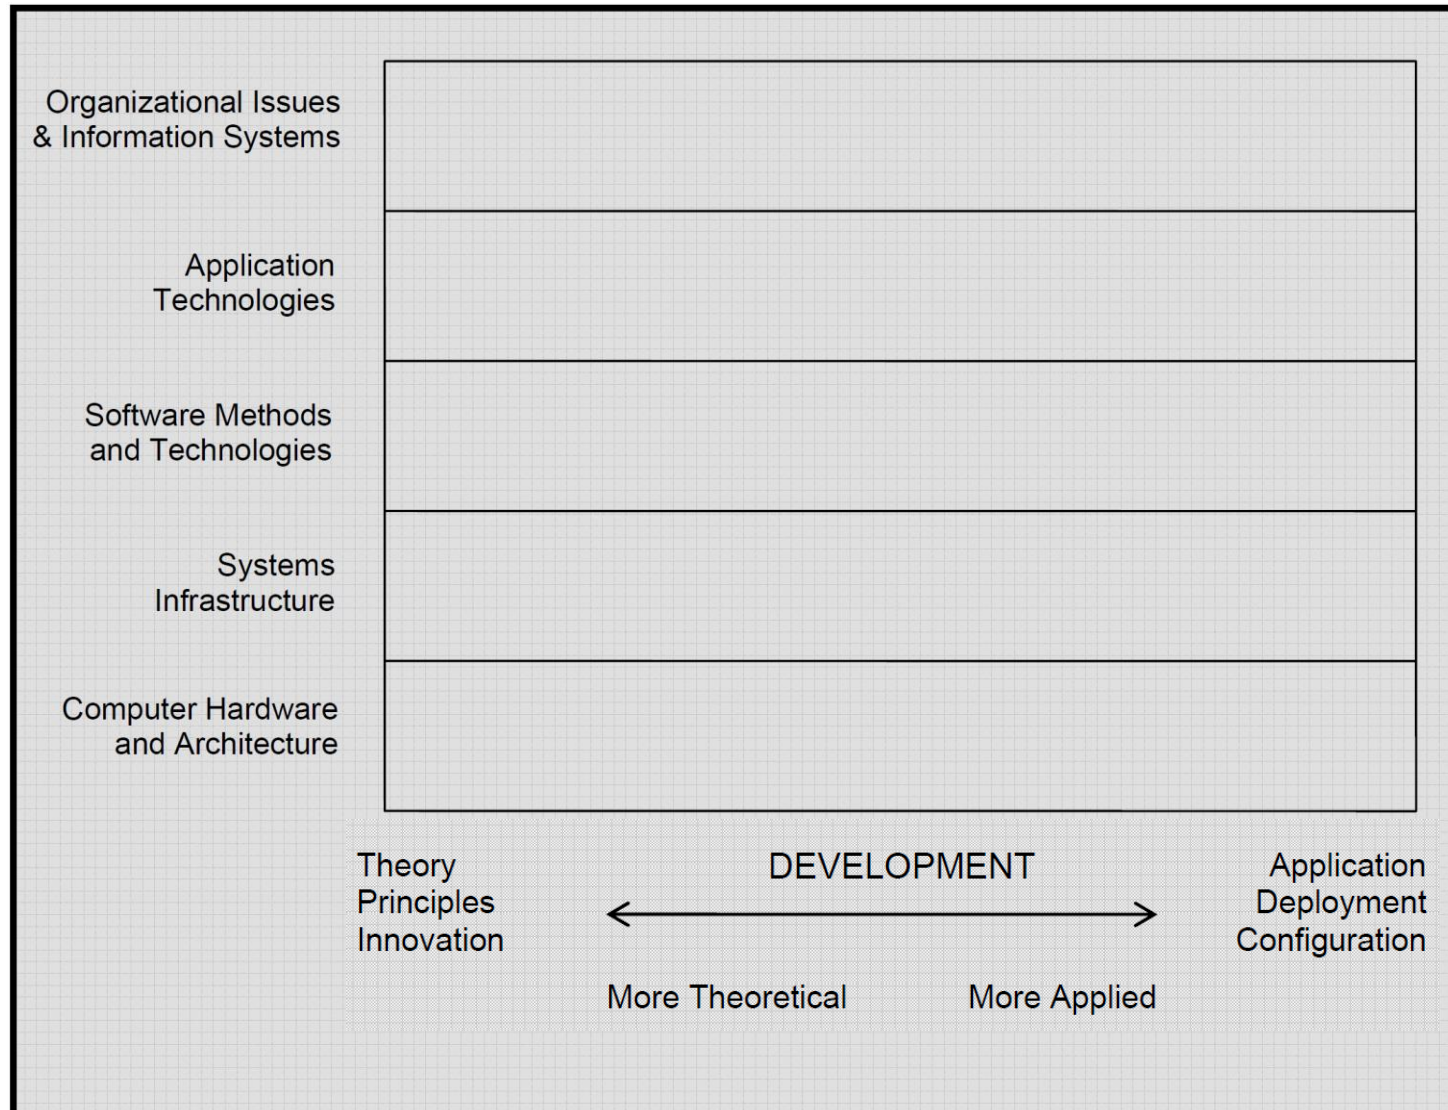 Organizational Issues
& Information Systems
Application
Technologies
Software Methods
and Technologies
Systems
Infrastructure
Computer Hardware
and Architecture
Theory
Principles
Innovation
DEVELOPMENT
More Theoretical
More Applied
Application
Deployment
Configuration